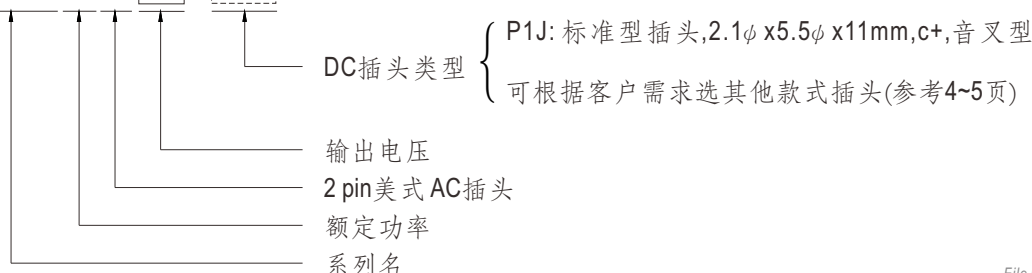 P1J: 标准型插头,2.1φ x5.5φ x11mm,c+,音叉型
DC插头类型
可根据客户需求选其他款式插头(参考4~5页)
输出电压
2 pin美式 AC插头
额定功率
系列名
File